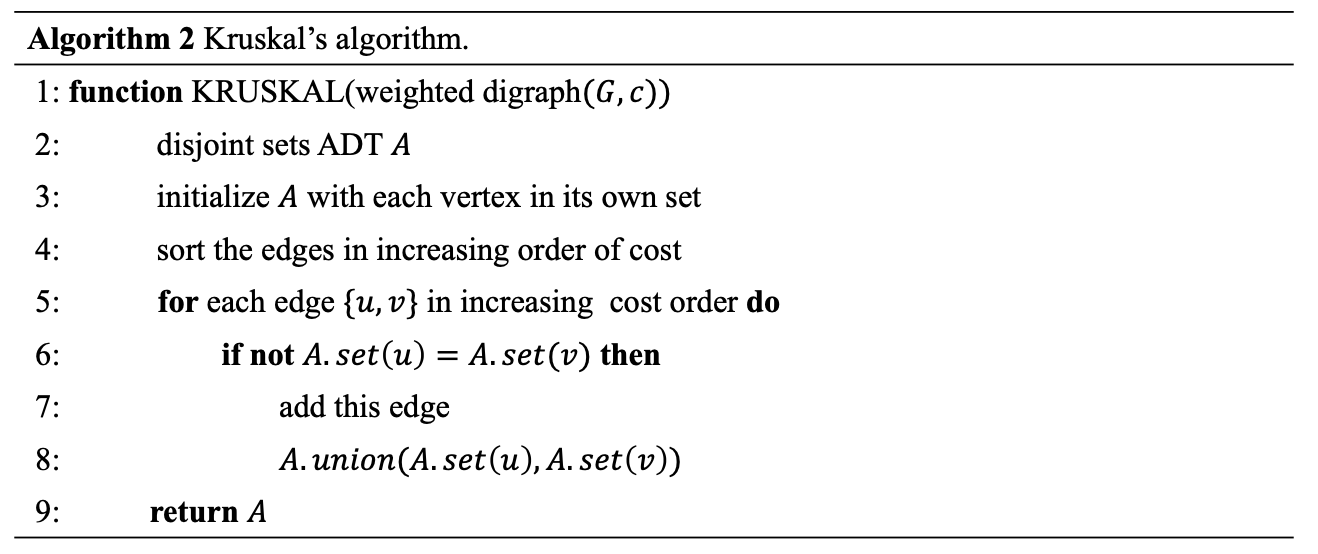 Algorithm 2 Kruskal's algorithm.
1: function KRUSKAL(weighted digraph(G, c))
2: disjoint sets ADT A
3: initialize A with each vertex in its own set
4: sort the edges in increasing order of cost
5: for each edge {u, v} in increasing cost order do
6: if not A. set(u) = A. set(v) then
7: add this edge
8: A. union(A. set(u), A. set(v))
9: return A